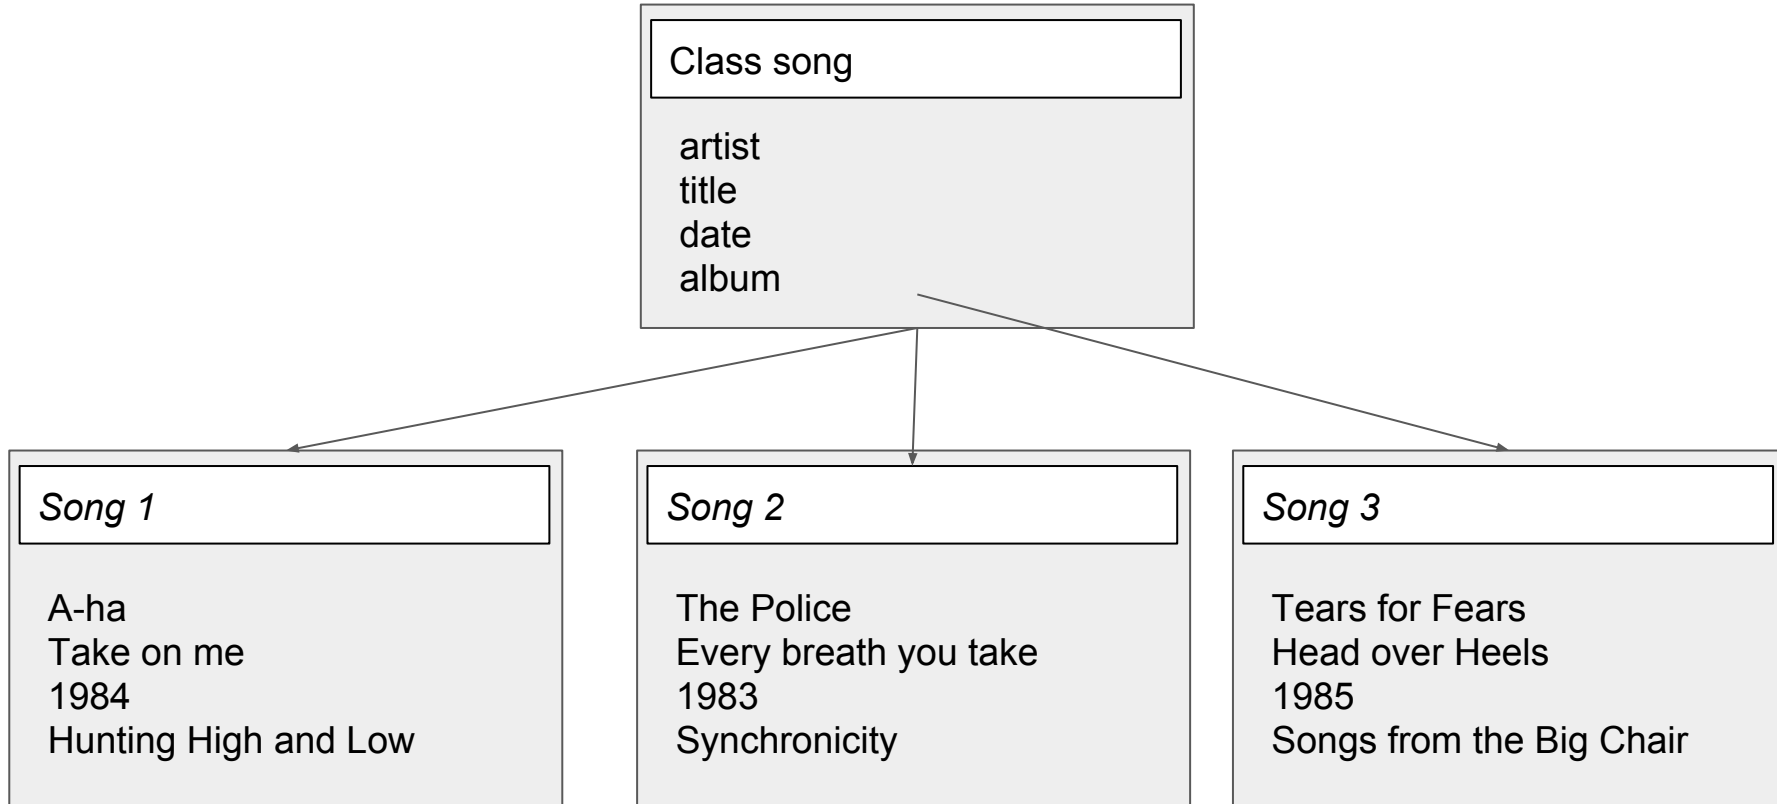 Class song
artist
title
date
album
Song 1
A-ha
Take on me
1984
Hunting High and Low
Song 2
The Police
Every breath you take
1983
Synchronicity
Song 3
Tears for Fears
Head over Heels
1985
Songs from the Big Chair